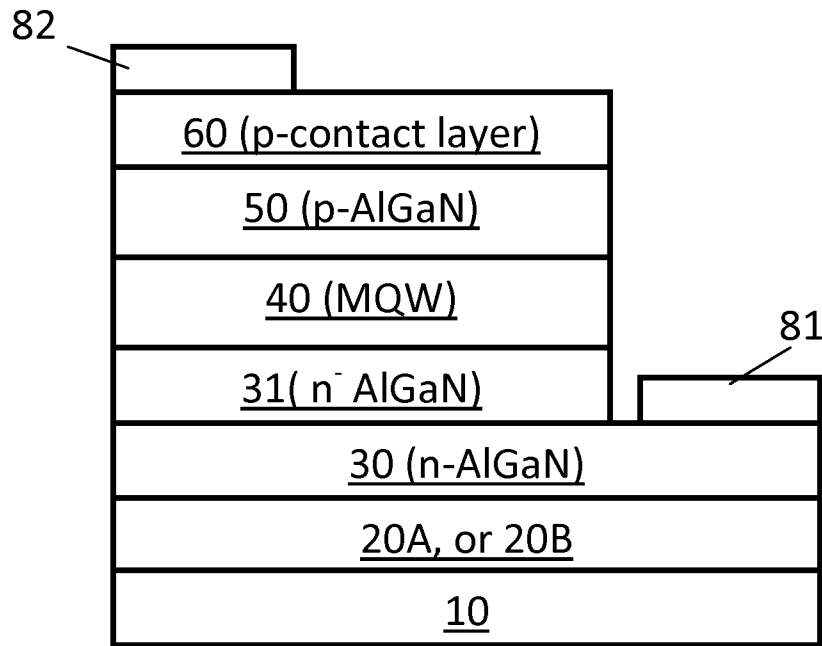 82
60 (p-contact layer)
50 (p-AlGaN)
40 (MQW)
81
31( n⁻ AlGaN)
30 (n-AlGaN)
20A, or 20B
10